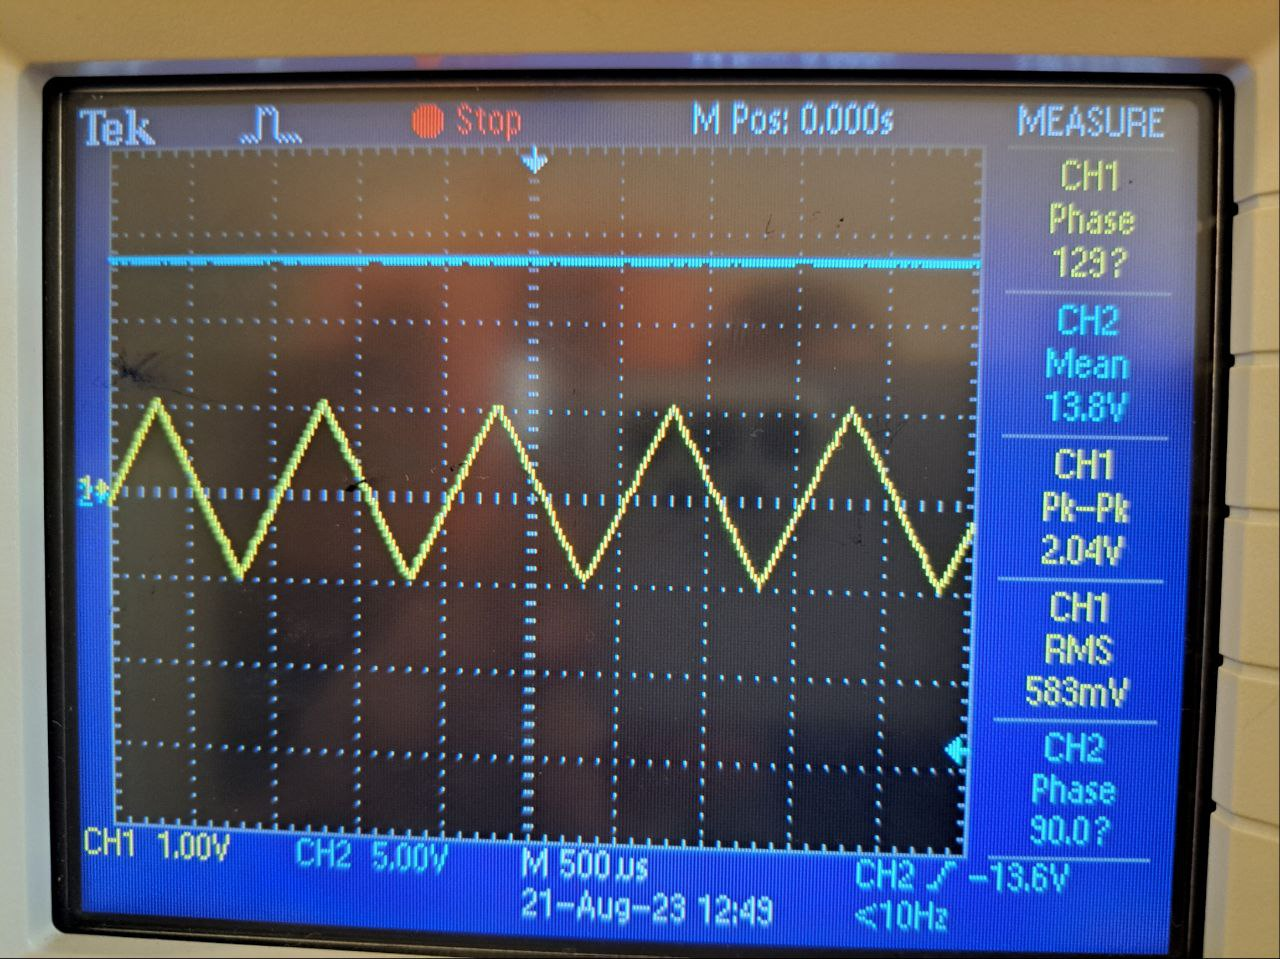 Tek Stop M Pos: 0.000s MEASURE
CH1
Phase
129?
CH2
Mean
13.8V
CH1
Pk-Pk
2.04V
CH1
RMS
583mV
CH2
Phase
90.0?
CH1 1.00V CH2 5.00V M 500µs CH2 -13.6V
21-Aug-23 12:49 <10Hz